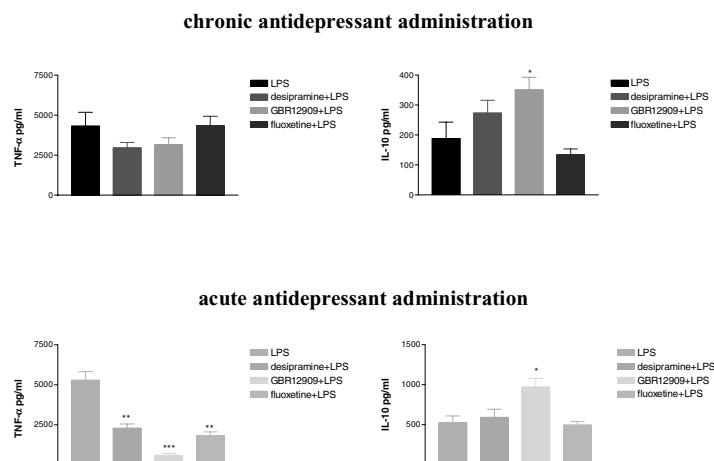 chronic antidepressant administration
TNF-α pg/ml
7500
5000
2500
0
LPS
desipramine+LPS
GBR12909+LPS
fluoxetine+LPS
IL-10 pg/ml
400
300
200
100
0
*
LPS
desipramine+LPS
GBR12909+LPS
fluoxetine+LPS
acute antidepressant administration
TNF-α pg/ml
7500
5000
2500
**
***
**
LPS
desipramine+LPS
GBR12909+LPS
fluoxetine+LPS
IL-10 pg/ml
1500
1000
500
*
LPS
desipramine+LPS
GBR12909+LPS
fluoxetine+LPS